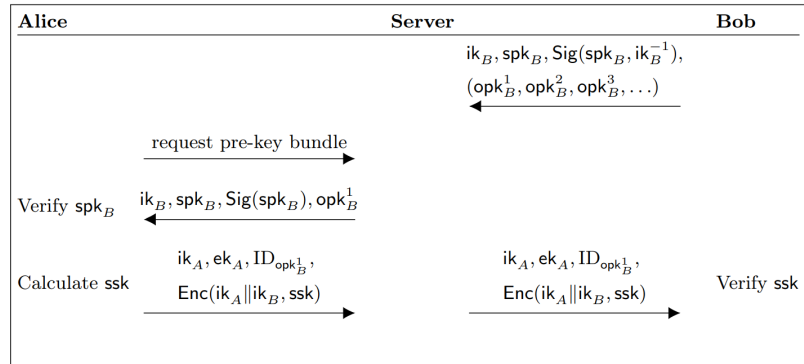 Alice Server Bob
ik_B, spk_B, Sig(spk_B, ik_B^{-1}),
(opk_B^1, opk_B^2, opk_B^3, ...)
request pre-key bundle
Verify spk_B ik_B, spk_B, Sig(spk_B), opk_B^1
ik_A, ek_A, ID_{opk_B^1}, ik_A, ek_A, ID_{opk_B^1},
Calculate ssk Enc(ik_A‖ik_B, ssk) Enc(ik_A‖ik_B, ssk) Verify ssk